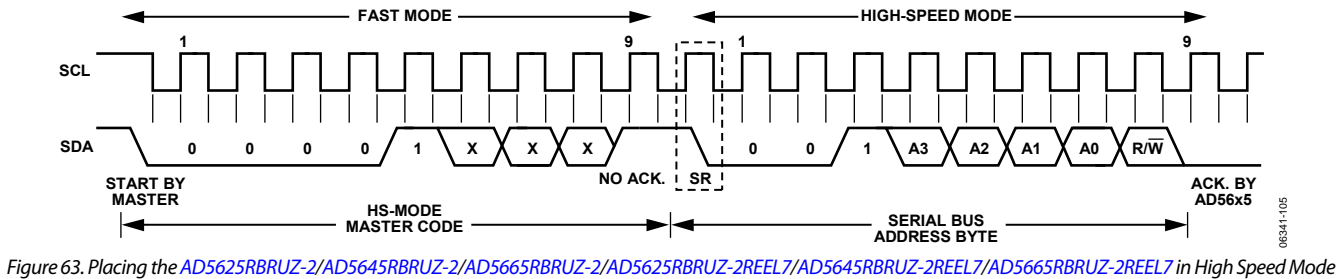 FAST MODE HIGH-SPEED MODE
1 9 1 9
SCL
SDA 0 0 0 0 1 X X X 0 0 1 A3 A2 A1 A0 R/W̅
START BY
MASTER
NO ACK. SR
ACK. BY
AD56x5
HS-MODE
MASTER CODE
SERIAL BUS
ADDRESS BYTE
06341-105
Figure 63. Placing the AD5625RBRUZ-2/AD5645RBRUZ-2/AD5665RBRUZ-2/AD5625RBRUZ-2REEL7/AD5645RBRUZ-2REEL7/AD5665RBRUZ-2REEL7 in High Speed Mode